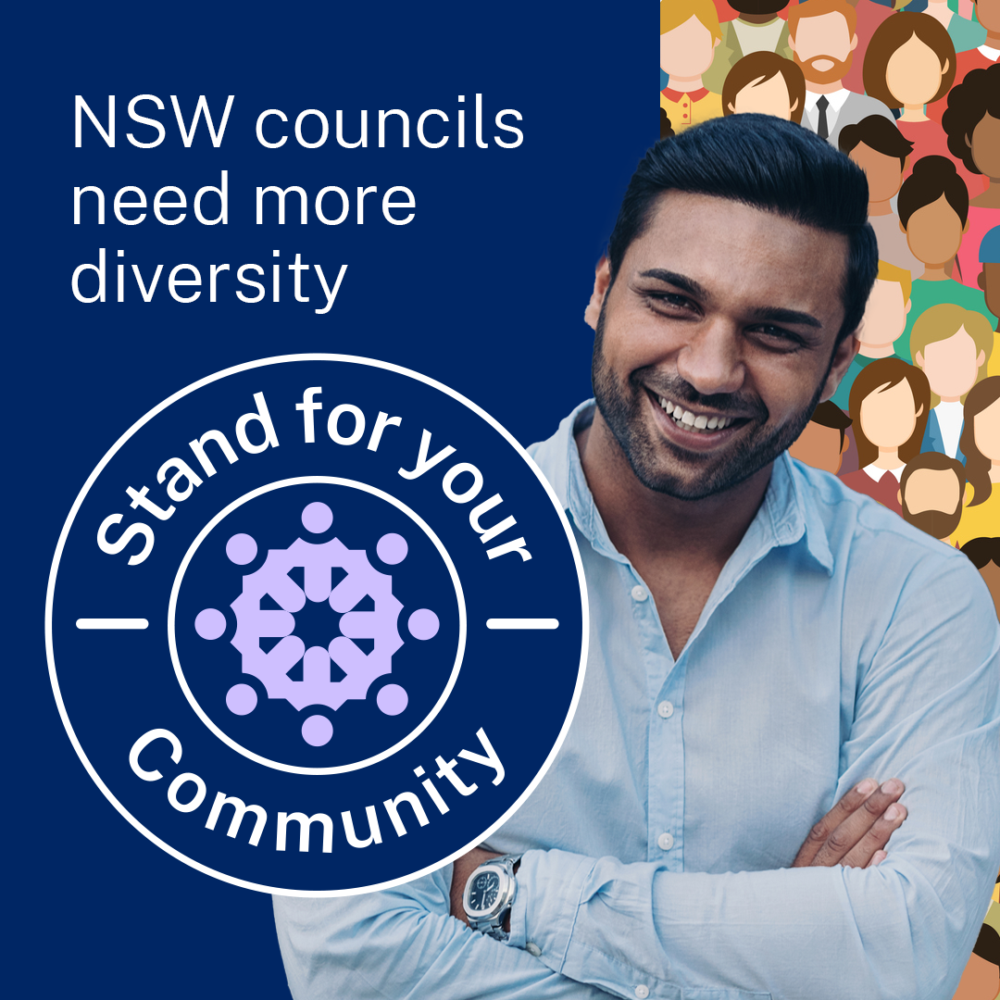 NSW councils
need more
diversity
Stand for your
Community